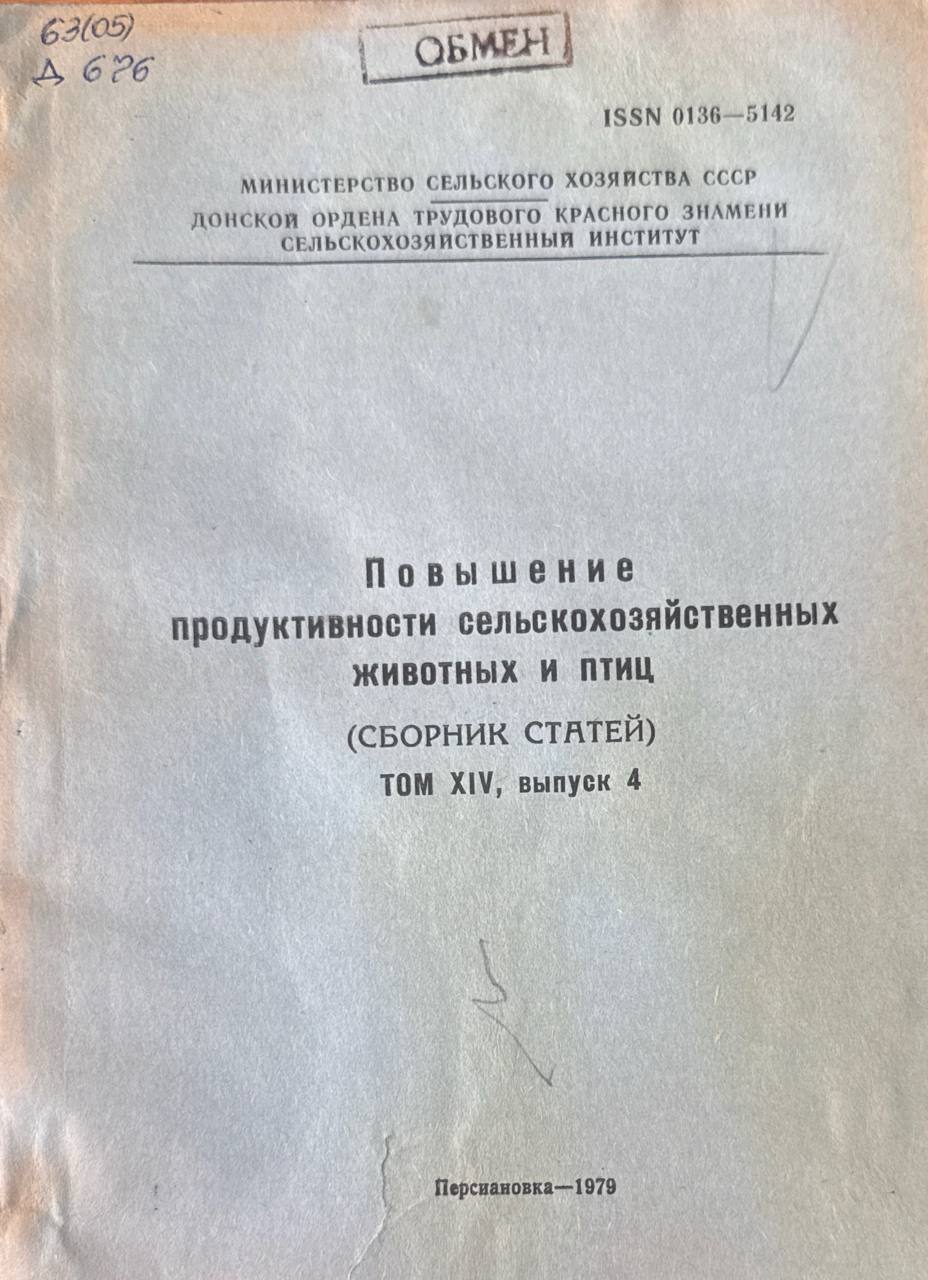 63(05)
Д 676
ОБМЕН
ISSN 0136—5142
МИНИСТЕРСТВО СЕЛЬСКОГО ХОЗЯЙСТВА СССР
ДОНСКОЙ ОРДЕНА ТРУДОВОГО КРАСНОГО ЗНАМЕНИ
СЕЛЬСКОХОЗЯЙСТВЕННЫЙ ИНСТИТУТ
Повышение
продуктивности сельскохозяйственных
животных и птиц
(СБОРНИК СТАТЕЙ)
ТОМ XIV, выпуск 4
Персиановка—1979